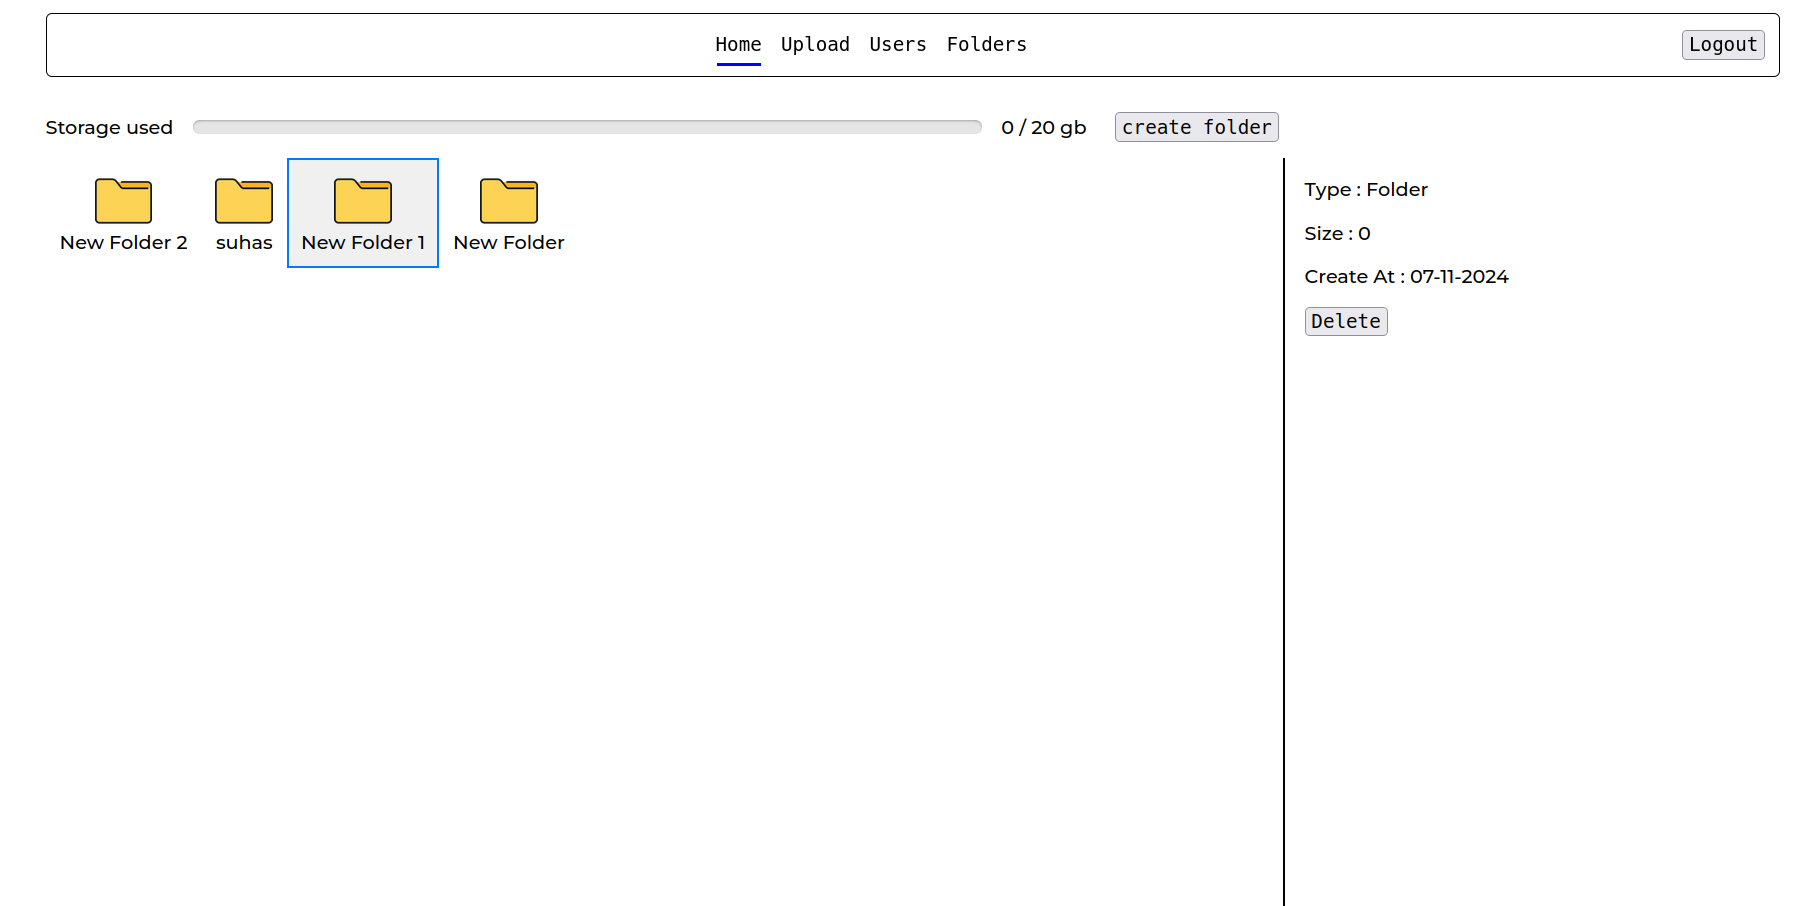 Home Upload Users Folders Logout
Storage used 0 / 20 gb create folder
New Folder 2 suhas New Folder 1 New Folder
Type : Folder
Size : 0
Create At : 07-11-2024
Delete